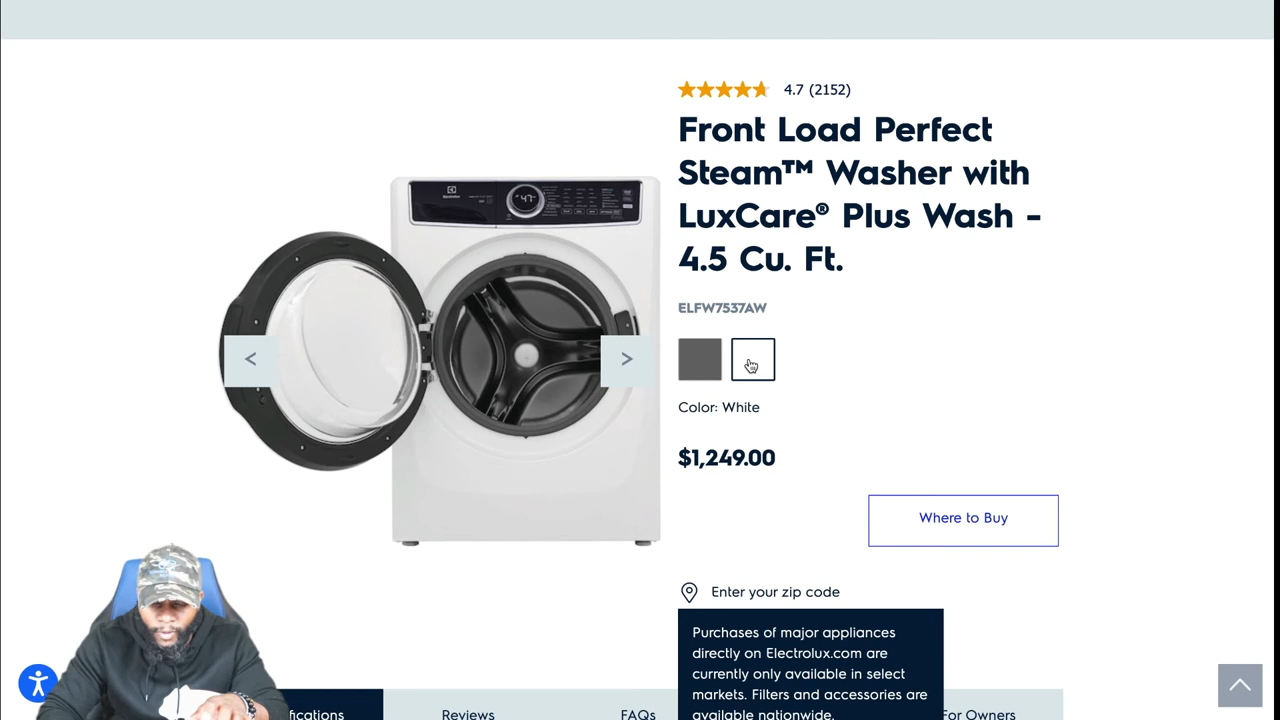 4.7 (2152)
Front Load Perfect
Steam™ Washer with
LuxCare® Plus Wash -
4.5 Cu. Ft.
ELFW7537AW
Color: White
$1,249.00
Where to Buy
Enter your zip code
Purchases of major appliances
directly on Electrolux.com are
currently only available in select
markets. Filters and accessories are
available nationwide.
fications
Reviews
FAQs
For Owners
Electrolux
47
<
>